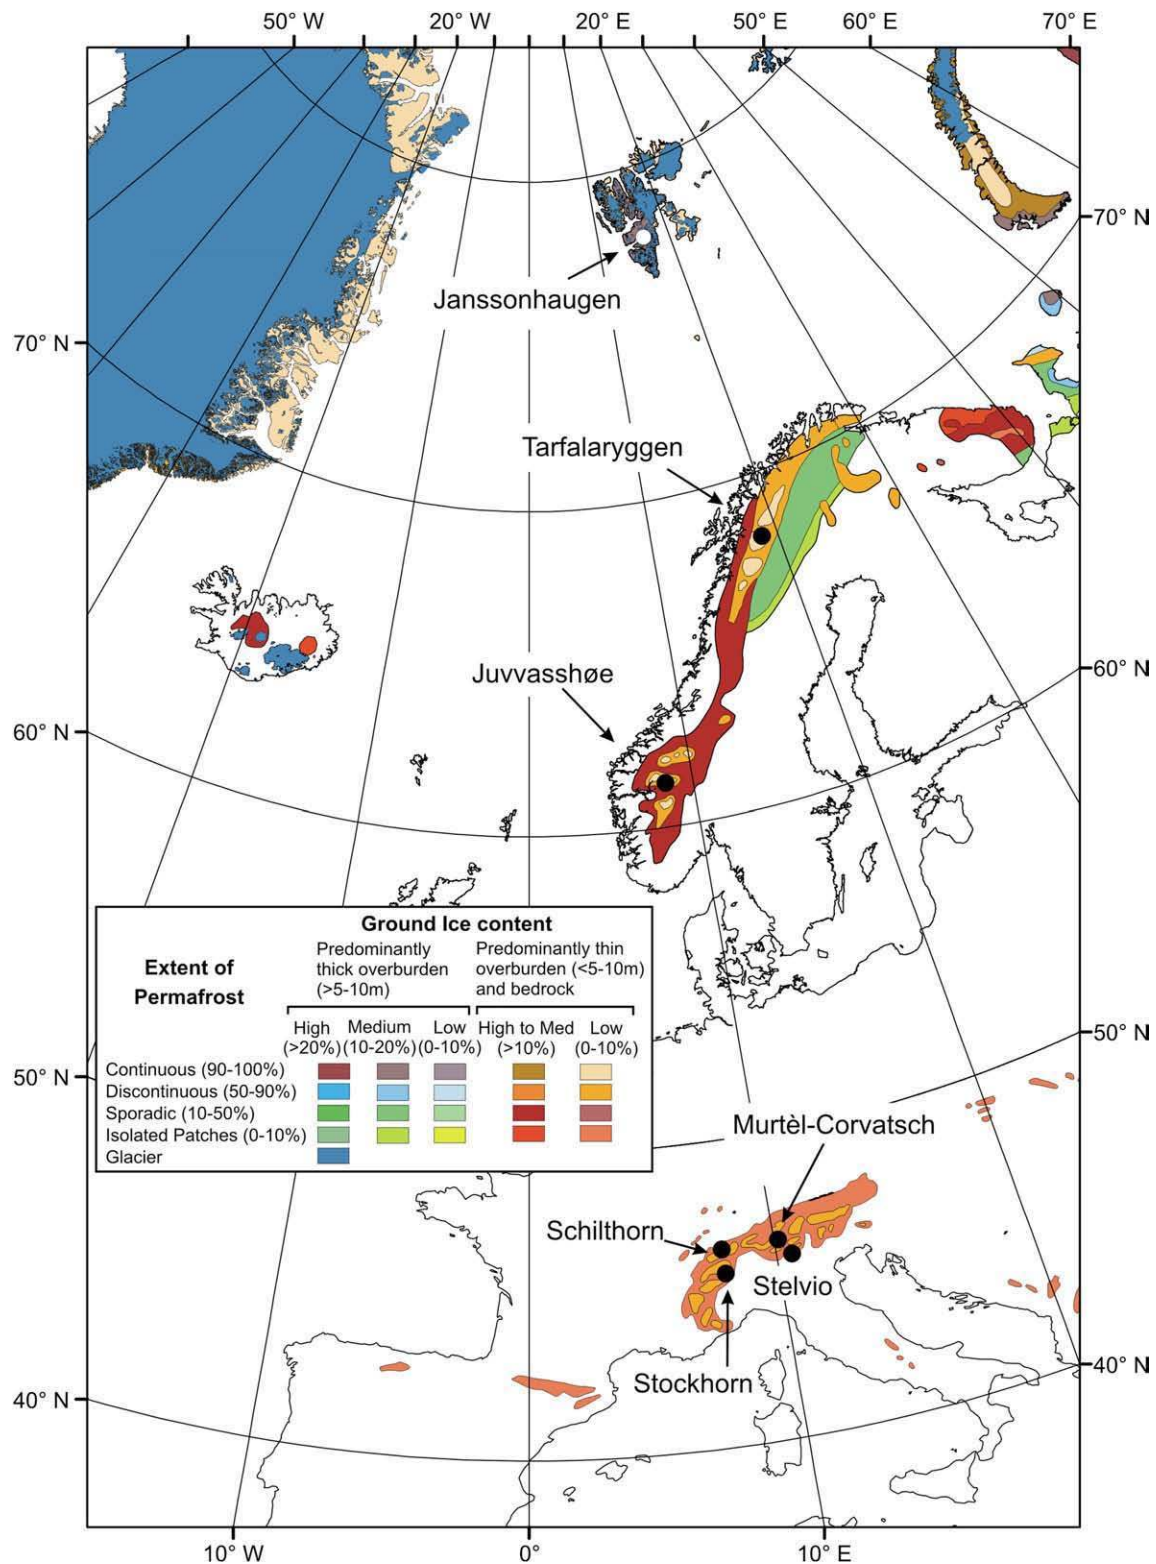 50° W 20° W 20° E 50° E 60° E 70° E
70° N
Janssonhaugen
70° N
Tarfalaryggen
Juvvasshøe
60° N
60° N
Ground Ice content
Extent of
Permafrost
Predominantly
thick overburden
(>5-10m)
Predominantly thin
overburden (<5-10m)
and bedrock
High Medium Low High to Med Low
(>20%) (10-20%) (0-10%) (>10%) (0-10%)
Continuous (90-100%)
Discontinuous (50-90%)
Sporadic (10-50%)
Isolated Patches (0-10%)
Glacier
50° N
50° N
Murtèl-Corvatsch
Schilthorn
Stelvio
Stockhorn
40° N
40° N
10° W 0° 10° E